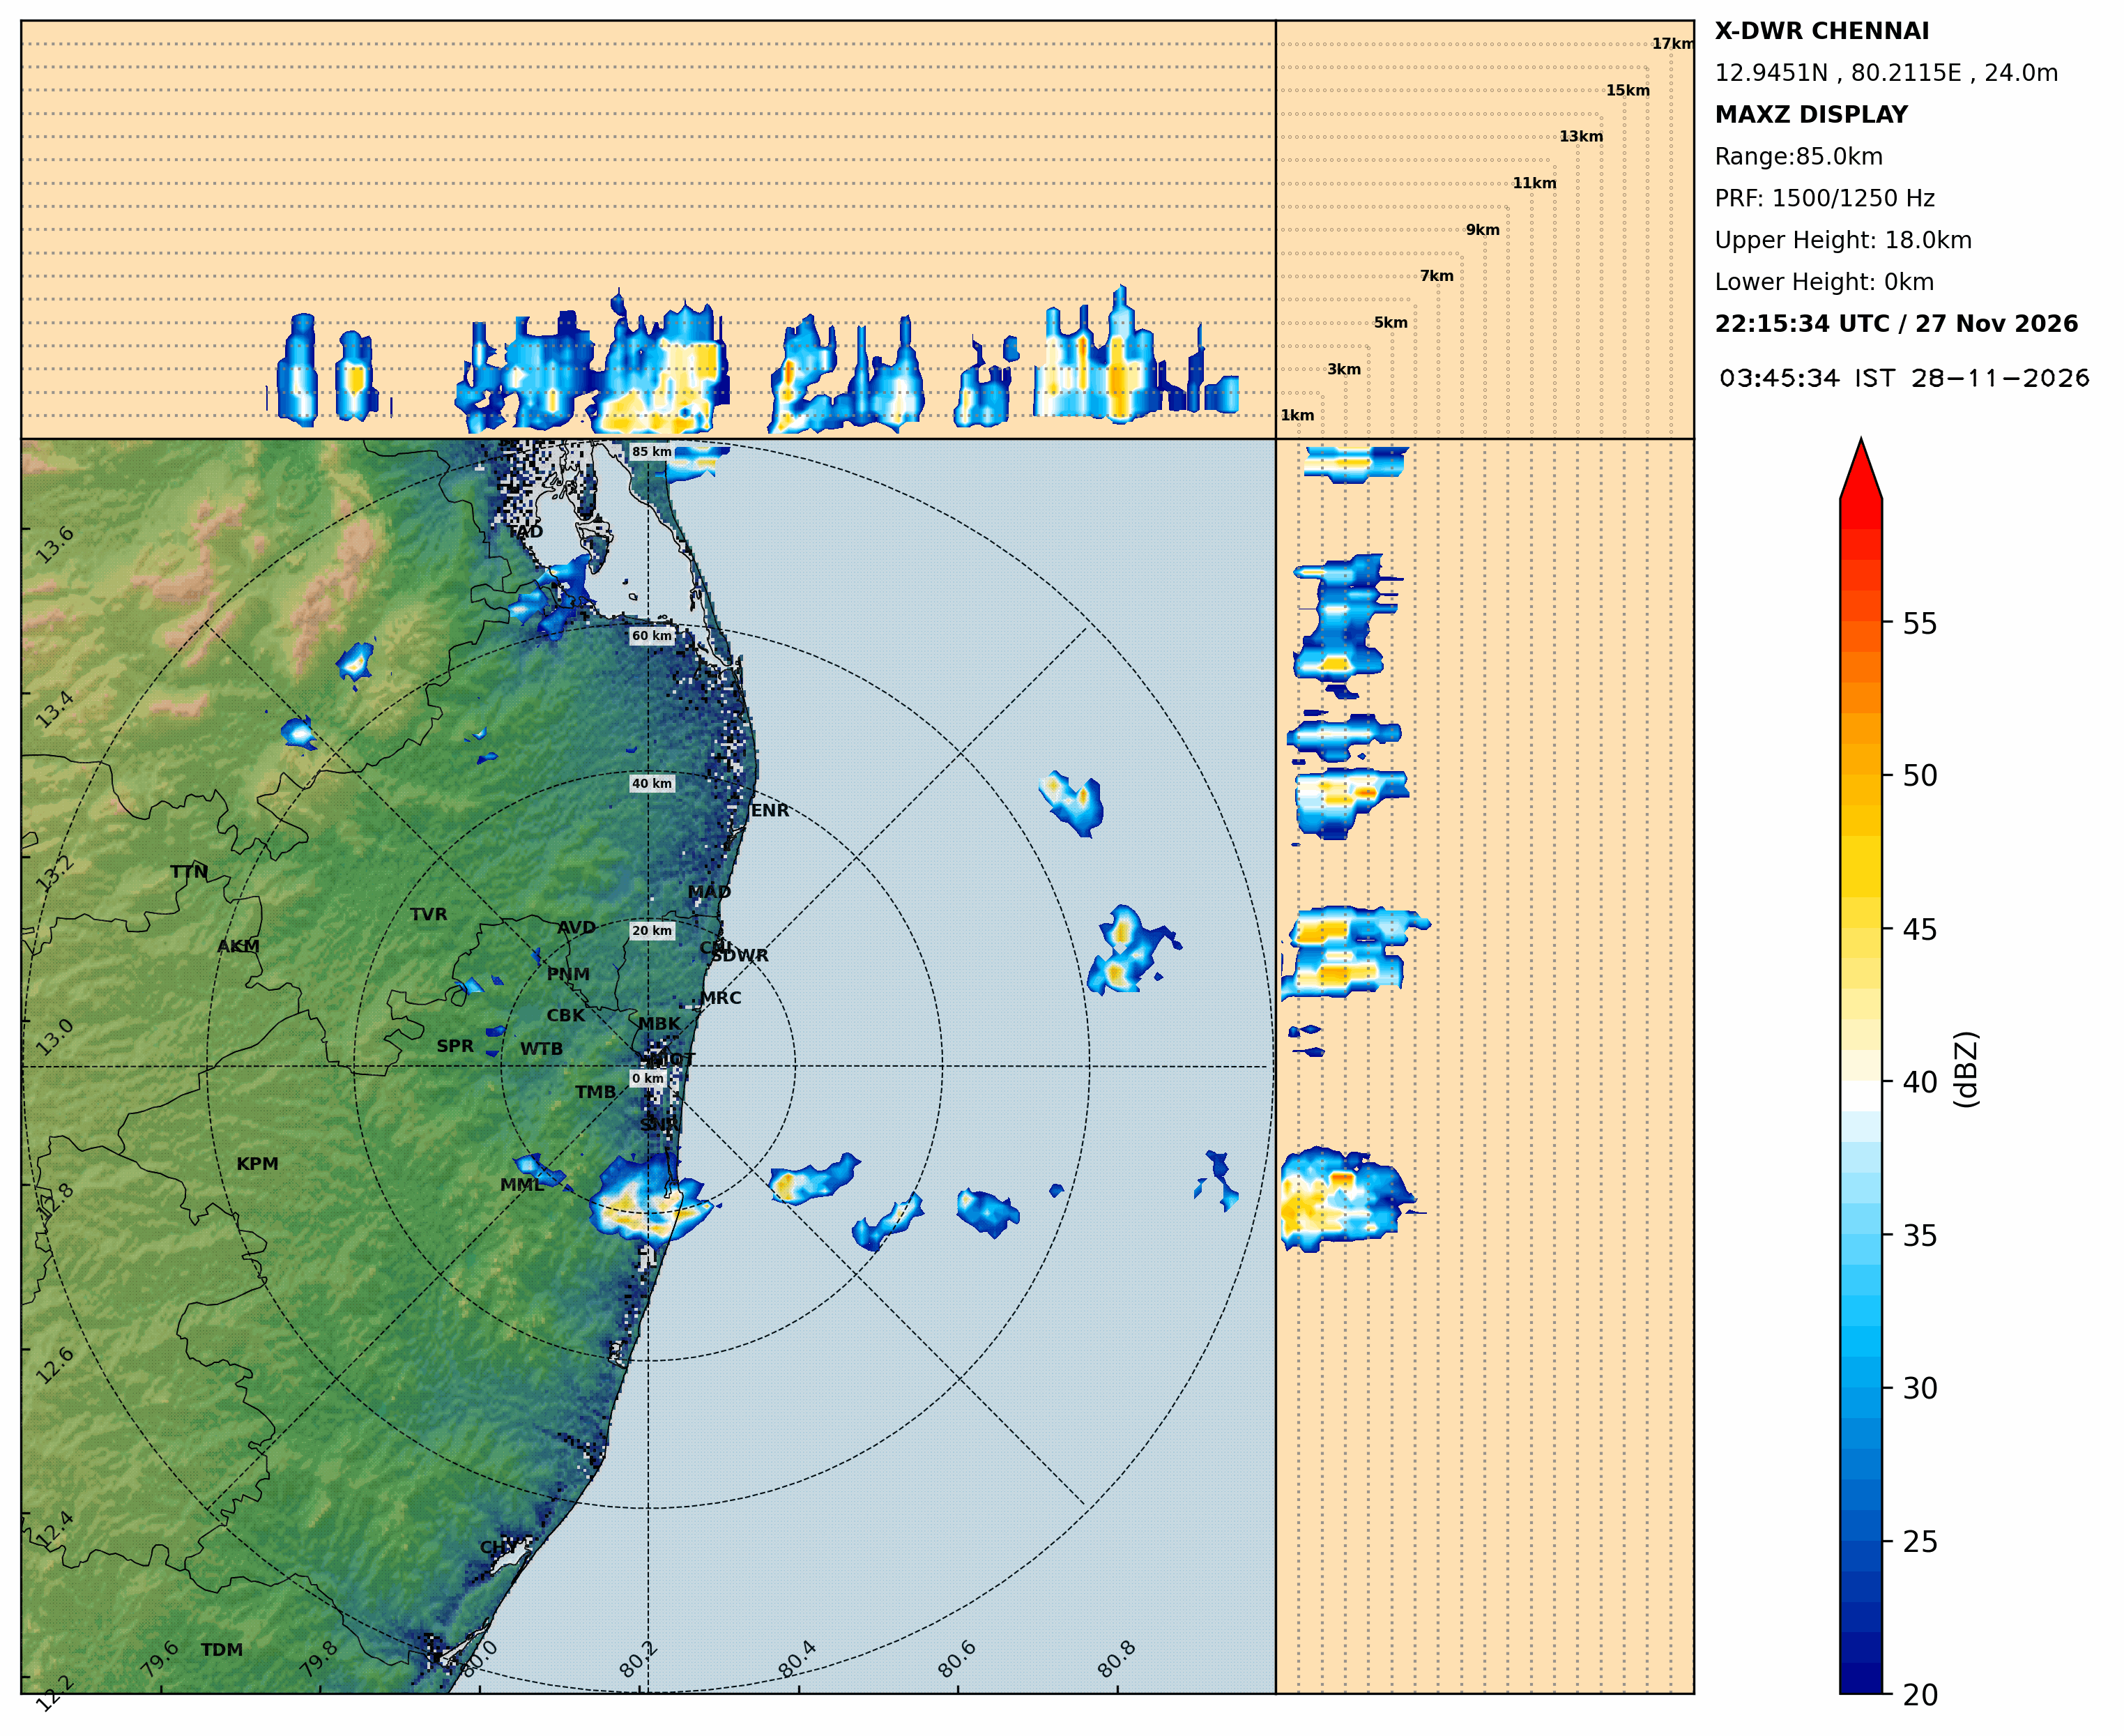 X-DWR CHENNAI
12.9451N , 80.2115E , 24.0m
MAXZ DISPLAY
Range:85.0km
PRF: 1500/1250 Hz
Upper Height: 18.0km
Lower Height: 0km
22:15:34 UTC / 27 Nov 2026
03:45:34 IST 28-11-2026
17km
15km
13km
11km
9km
7km
5km
3km
1km
85 km
60 km
40 km
20 km
0 km
TAD
ENR
TTN
MAD
TVR
AVD
AKM
SDWR
PNM
MRC
CBK
MBK
SPR
WTB
TMB
SNR
KPM
MML
CHY
TDM
13.6
13.4
13.2
13.0
12.8
12.6
12.4
12.2
79.6
79.8
80.0
80.2
80.4
80.6
80.8
55
50
45
40
35
30
25
20
(dBZ)